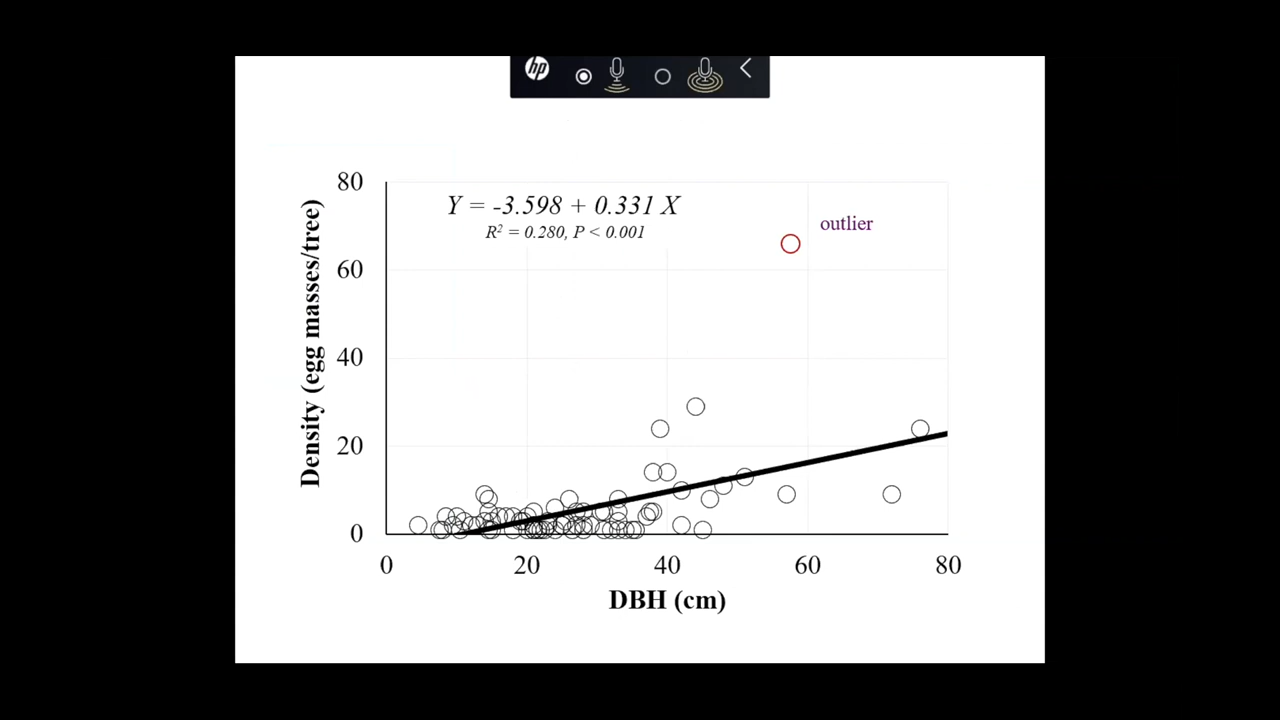 hp
80
Y = -3.598 + 0.331 X
R² = 0.280, P < 0.001
outlier
60
40
20
0
Density (egg masses/tree)
0 20 40 60 80
DBH (cm)